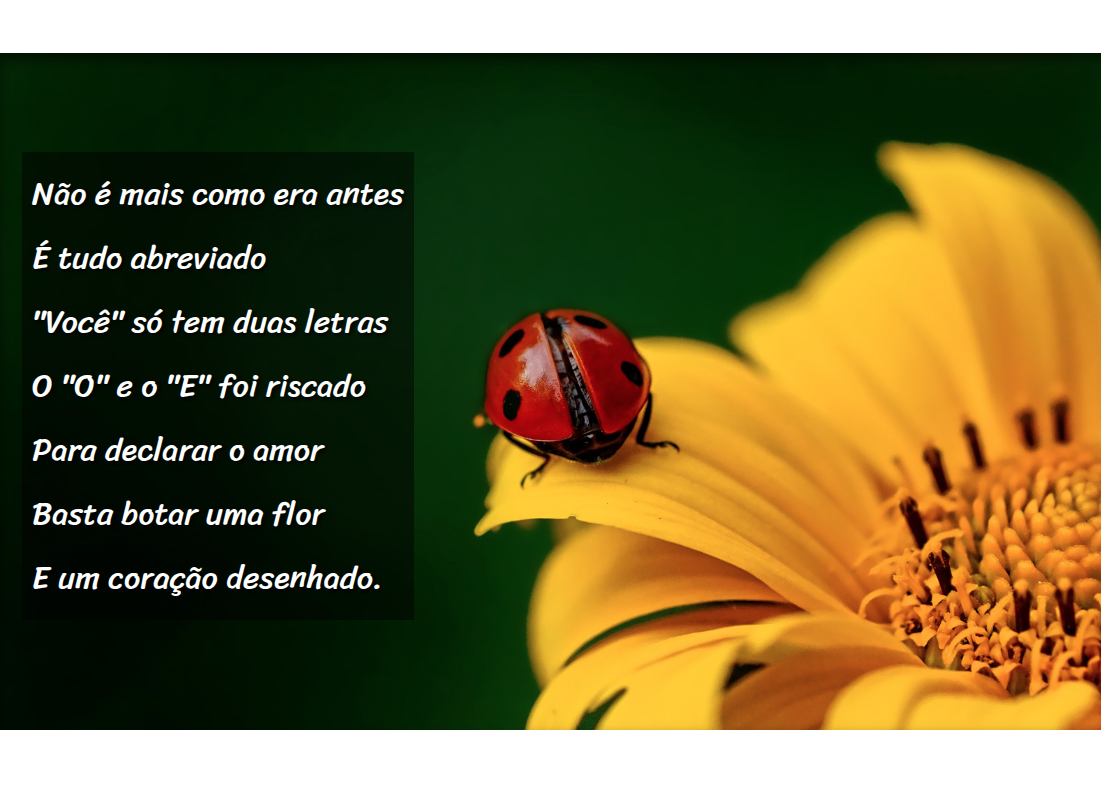 Não é mais como era antes
É tudo abreviado
"Você" só tem duas letras
O "O" e o "E" foi riscado
Para declarar o amor
Basta botar uma flor
E um coração desenhado.